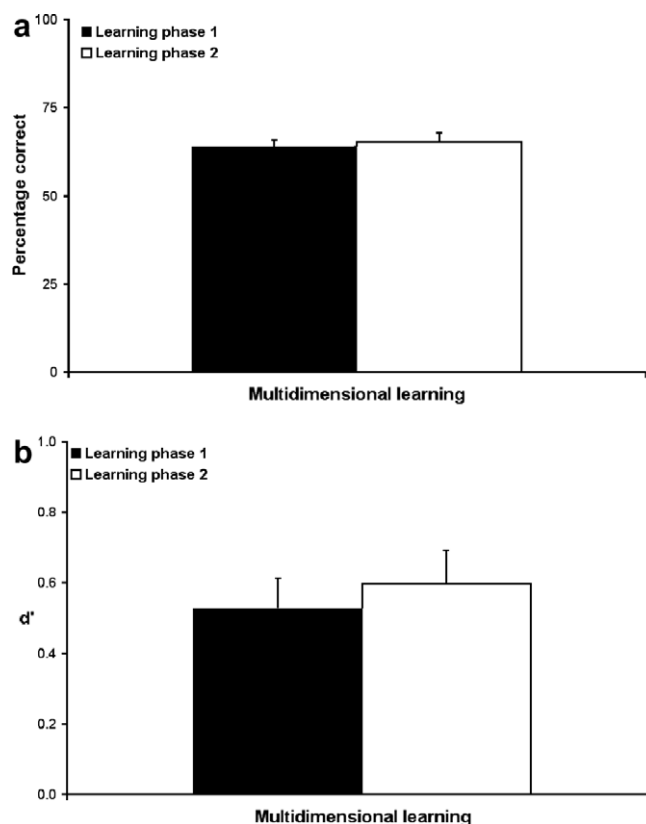 a
Learning phase 1
Learning phase 2
Percentage correct
100
75
50
25
0
Multidimensional learning
b
Learning phase 1
Learning phase 2
d'
1.0
0.8
0.6
0.4
0.2
0.0
Multidimensional learning